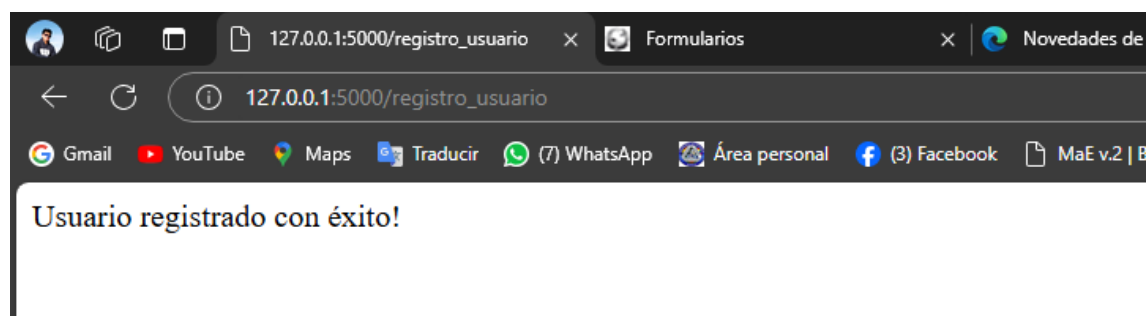 127.0.0.1:5000/registro_usuario
Formularios
Novedades de
127.0.0.1:5000/registro_usuario
Gmail YouTube Maps Traducir (7) WhatsApp Área personal (3) Facebook MaE v.2 | B
Usuario registrado con éxito!